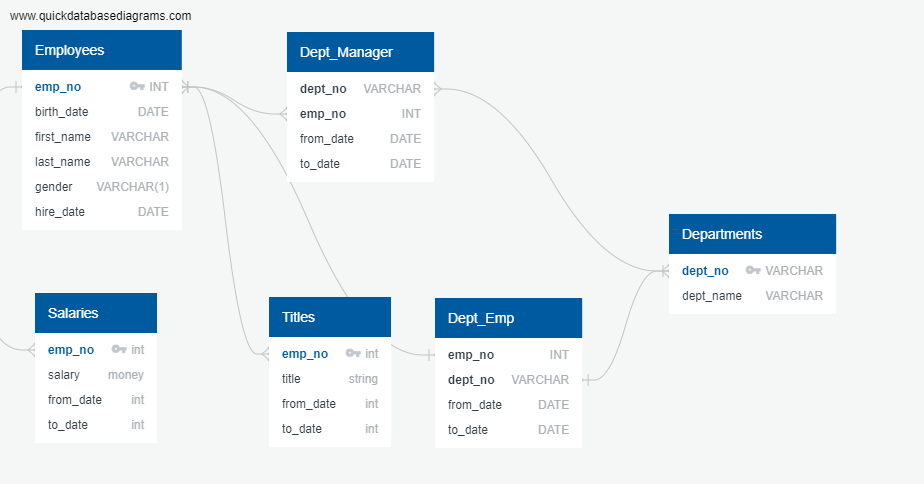 www.quickdatabasediagrams.com
Employees
emp_no INT
birth_date DATE
first_name VARCHAR
last_name VARCHAR
gender VARCHAR(1)
hire_date DATE
Dept_Manager
dept_no VARCHAR
emp_no INT
from_date DATE
to_date DATE
Departments
dept_no VARCHAR
dept_name VARCHAR
Salaries
emp_no int
salary money
from_date int
to_date int
Titles
emp_no int
title string
from_date int
to_date int
Dept_Emp
emp_no INT
dept_no VARCHAR
from_date DATE
to_date DATE